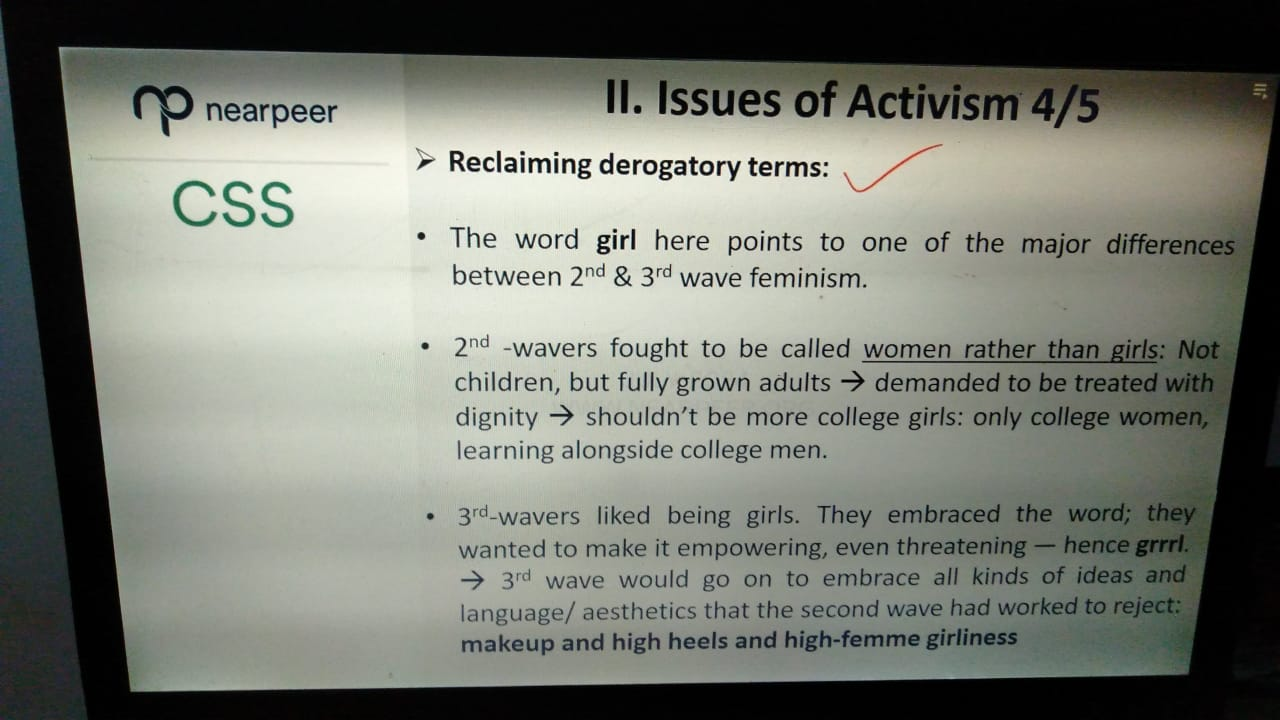 nearpeer
CSS
II. Issues of Activism 4/5
➢ Reclaiming derogatory terms:
• The word girl here points to one of the major differences
between 2nd & 3rd wave feminism.
• 2nd -wavers fought to be called women rather than girls: Not
children, but fully grown adults → demanded to be treated with
dignity → shouldn't be more college girls: only college women,
learning alongside college men.
• 3rd-wavers liked being girls. They embraced the word; they
wanted to make it empowering, even threatening — hence grrrl.
→ 3rd wave would go on to embrace all kinds of ideas and
language/ aesthetics that the second wave had worked to reject:
makeup and high heels and high-femme girliness